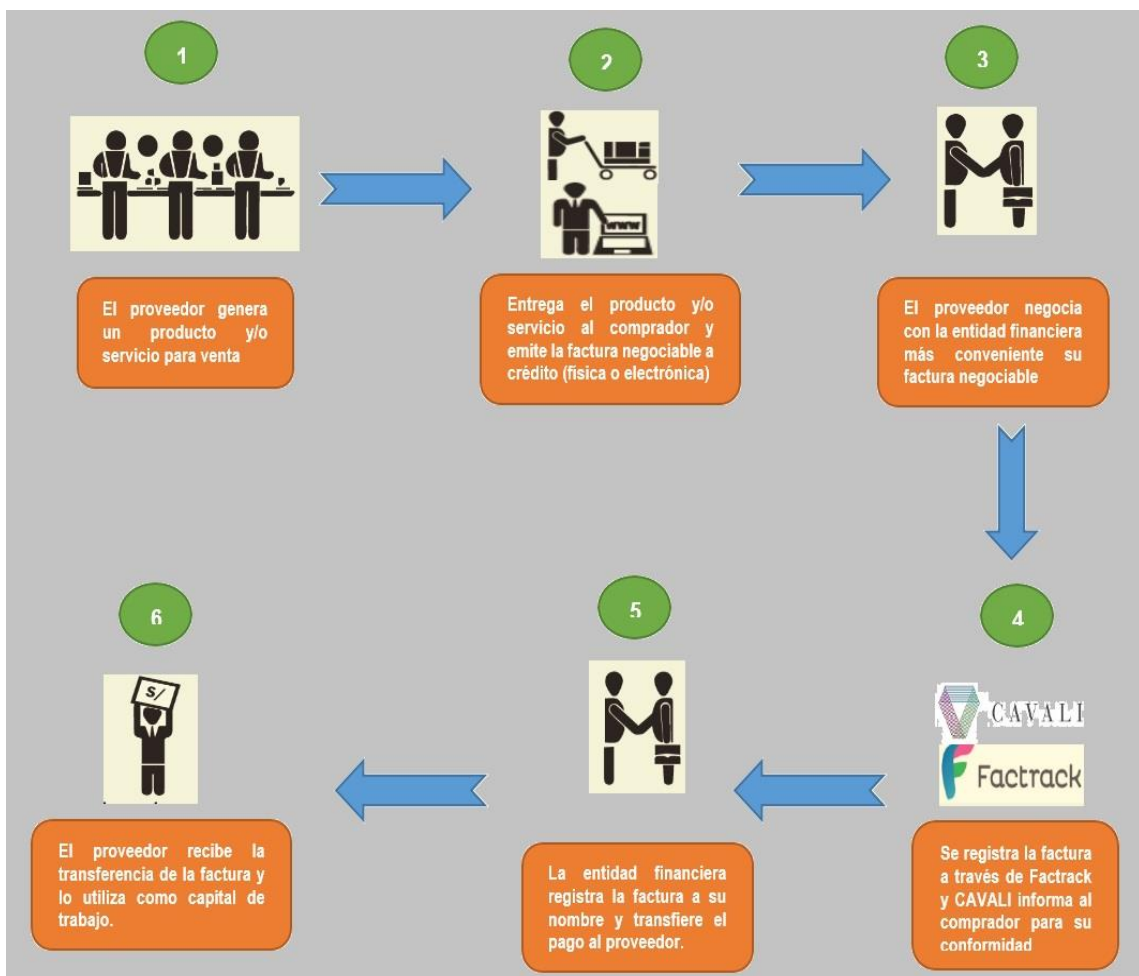 1
El proveedor genera
un producto y/o
servicio para venta
2
www
Entrega el producto y/o
servicio al comprador y
emite la factura negociable a
crédito (física o electrónica)
3
El proveedor negocia
con la entidad financiera
más conveniente su
factura negociable
4
CAVALI
Factrack
Se registra la factura
a través de Factrack
y CAVALI informa al
comprador para su
conformidad
5
La entidad financiera
registra la factura a su
nombre y transfiere el
pago al proveedor.
6
S/
El proveedor recibe la
transferencia de la factura y
lo utiliza como capital de
trabajo.